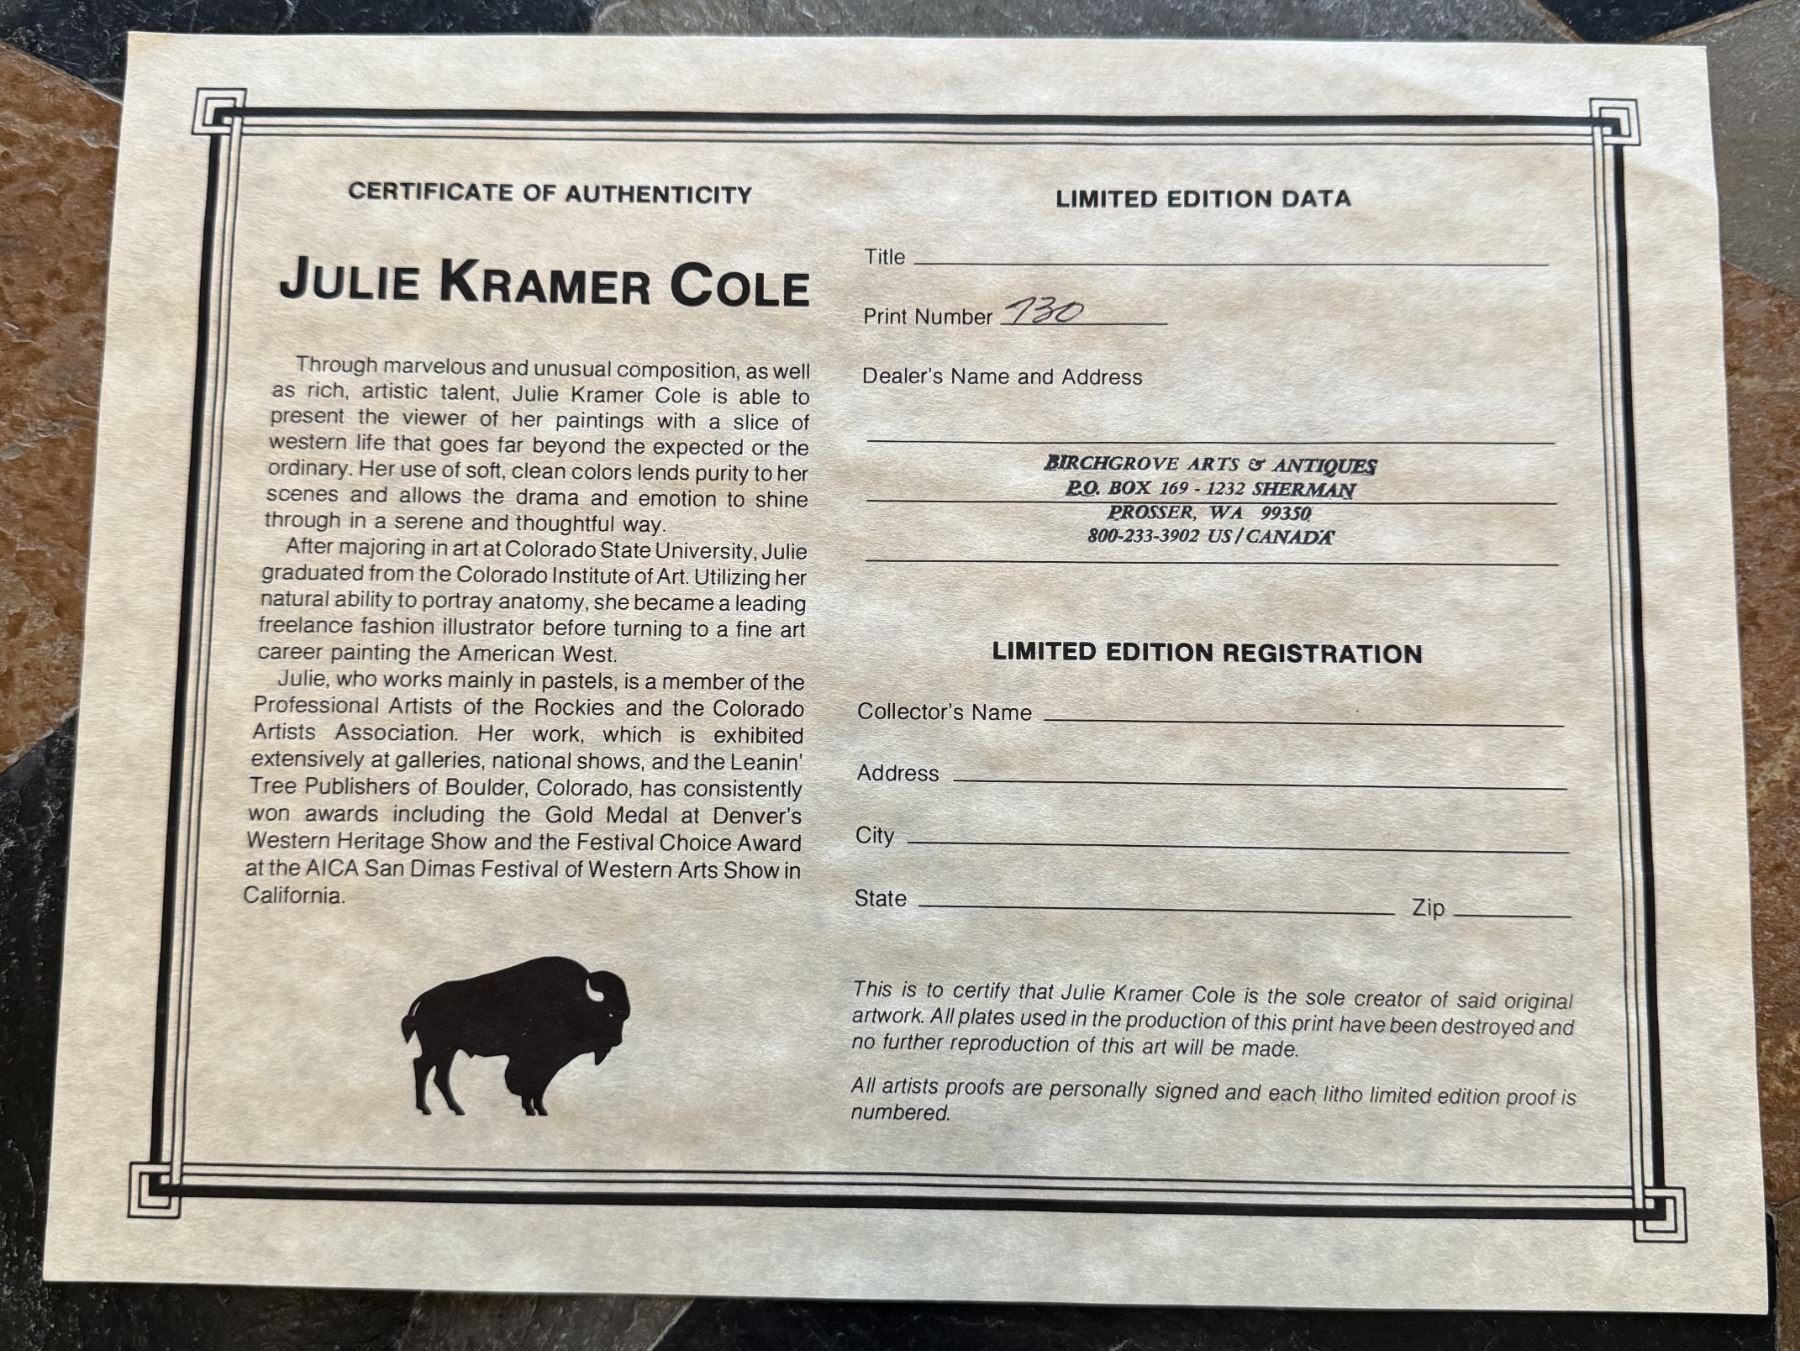 CERTIFICATE OF AUTHENTICITY
JULIE KRAMER COLE
Through marvelous and unusual composition, as well
as rich, artistic talent, Julie Kramer Cole is able to
present the viewer of her paintings with a slice of
western life that goes far beyond the expected or the
ordinary. Her use of soft, clean colors lends purity to her
scenes and allows the drama and emotion to shine
through in a serene and thoughtful way.
After majoring in art at Colorado State University, Julie
graduated from the Colorado Institute of Art. Utilizing her
natural ability to portray anatomy, she became a leading
freelance fashion illustrator before turning to a fine art
career painting the American West.
Julie, who works mainly in pastels, is a member of the
Professional Artists of the Rockies and the Colorado
Artists Association. Her work, which is exhibited
extensively at galleries, national shows, and the Leanin'
Tree Publishers of Boulder, Colorado, has consistently
won awards including the Gold Medal at Denver's
Western Heritage Show and the Festival Choice Award
at the AICA San Dimas Festival of Western Arts Show in
California.
LIMITED EDITION DATA
Title
Print Number 730
Dealer's Name and Address
BIRCHGROVE ARTS & ANTIQUES
P.O. BOX 169 - 1232 SHERMAN
PROSSER, WA 99350
800-233-3902 US/CANADA
LIMITED EDITION REGISTRATION
Collector's Name
Address
City
State Zip
This is to certify that Julie Kramer Cole is the sole creator of said original
artwork. All plates used in the production of this print have been destroyed and
no further reproduction of this art will be made.
All artists proofs are personally signed and each litho limited edition proof is
numbered.